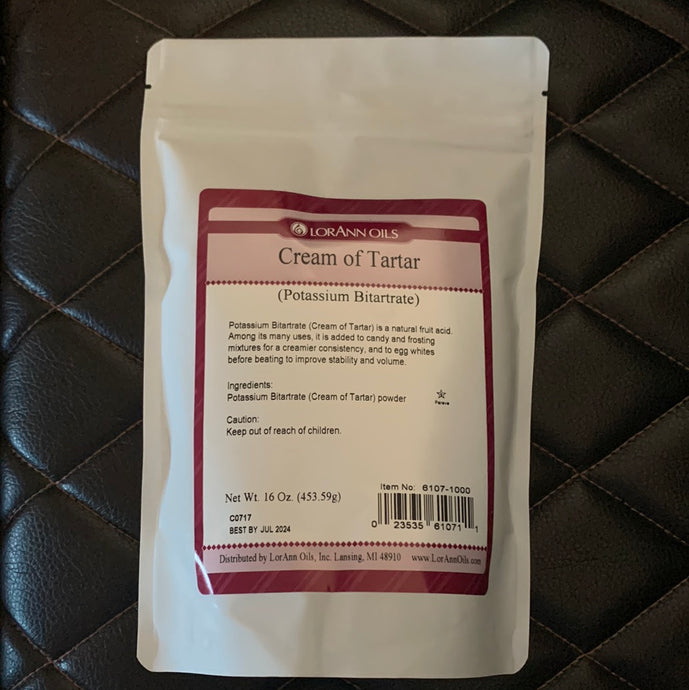 LORANN OILS
Cream of Tartar
(Potassium Bitartrate)
Potassium Bitartrate (Cream of Tartar) is a natural fruit acid.
Among its many uses, it is added to candy and frosting
mixtures for a creamier consistency, and to egg whites
before beating to improve stability and volume.
Ingredients:
Potassium Bitartrate (Cream of Tartar) powder
Pareve
Caution:
Keep out of reach of children.
Item No: 6107-1000
Net Wt. 16 Oz. (453.59g)
0 23535 61071 1
C0717
BEST BY JUL 2024
Distributed by LorAnn Oils, Inc. Lansing, MI 48910 www.LorAnnOils.com